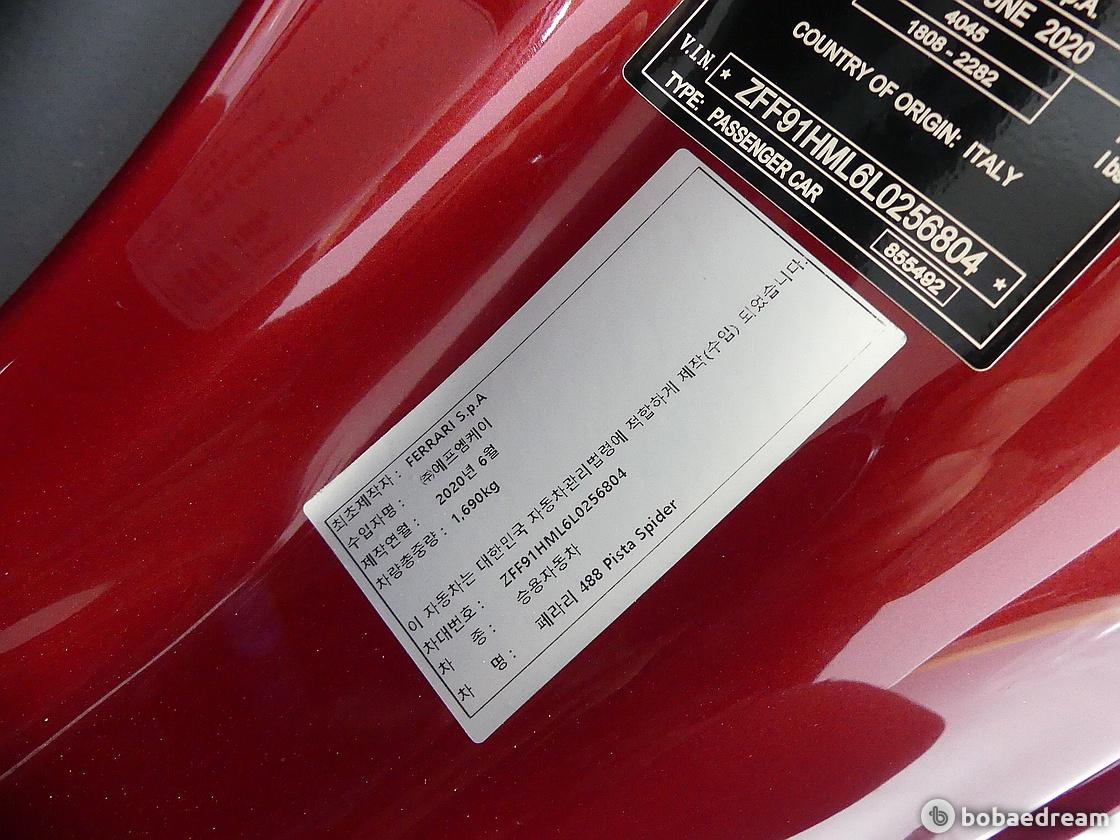 JUNE 2020
4045
1808 - 2282
COUNTRY OF ORIGIN: ITALY
V.I.N. ★ ZFF91HML6L0256804 ★
TYPE: PASSENGER CAR
855492
최초제작자 : FERRARI S.p.A
수입자명 : ㈜에프엠케이
제작연월 : 2020년 6월
차량총중량 : 1,690kg
이 자동차는 대한민국 자동차관리법령에 적합하게 제작(수입) 되었습니다.
차대번호 : ZFF91HML6L0256804
차 종 : 승용자동차
차 명 : 페라리 488 Pista Spider
bobaedream